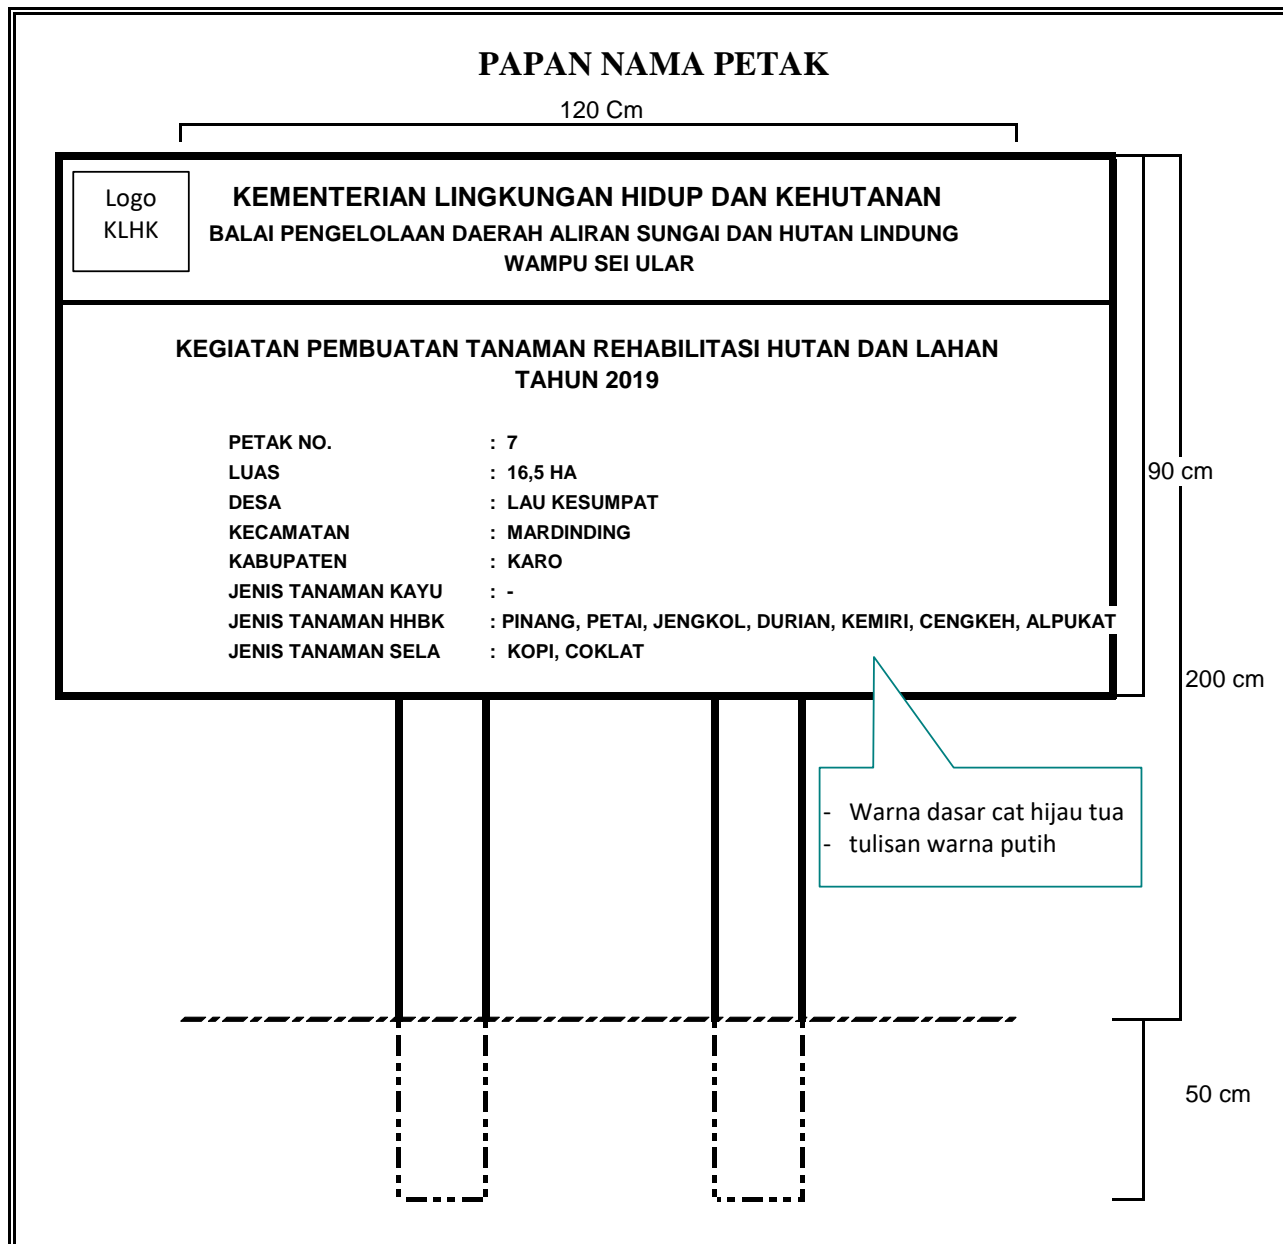 PAPAN NAMA PETAK
120 Cm
Logo
KLHK
KEMENTERIAN LINGKUNGAN HIDUP DAN KEHUTANAN
BALAI PENGELOLAAN DAERAH ALIRAN SUNGAI DAN HUTAN LINDUNG
WAMPU SEI ULAR
KEGIATAN PEMBUATAN TANAMAN REHABILITASI HUTAN DAN LAHAN
TAHUN 2019
PETAK NO. : 7
LUAS : 16,5 HA
DESA : LAU KESUMPAT
KECAMATAN : MARDINDING
KABUPATEN : KARO
JENIS TANAMAN KAYU : -
JENIS TANAMAN HHBK : PINANG, PETAI, JENGKOL, DURIAN, KEMIRI, CENGKEH, ALPUKAT
JENIS TANAMAN SELA : KOPI, COKLAT
90 cm
200 cm
- Warna dasar cat hijau tua
- tulisan warna putih
50 cm